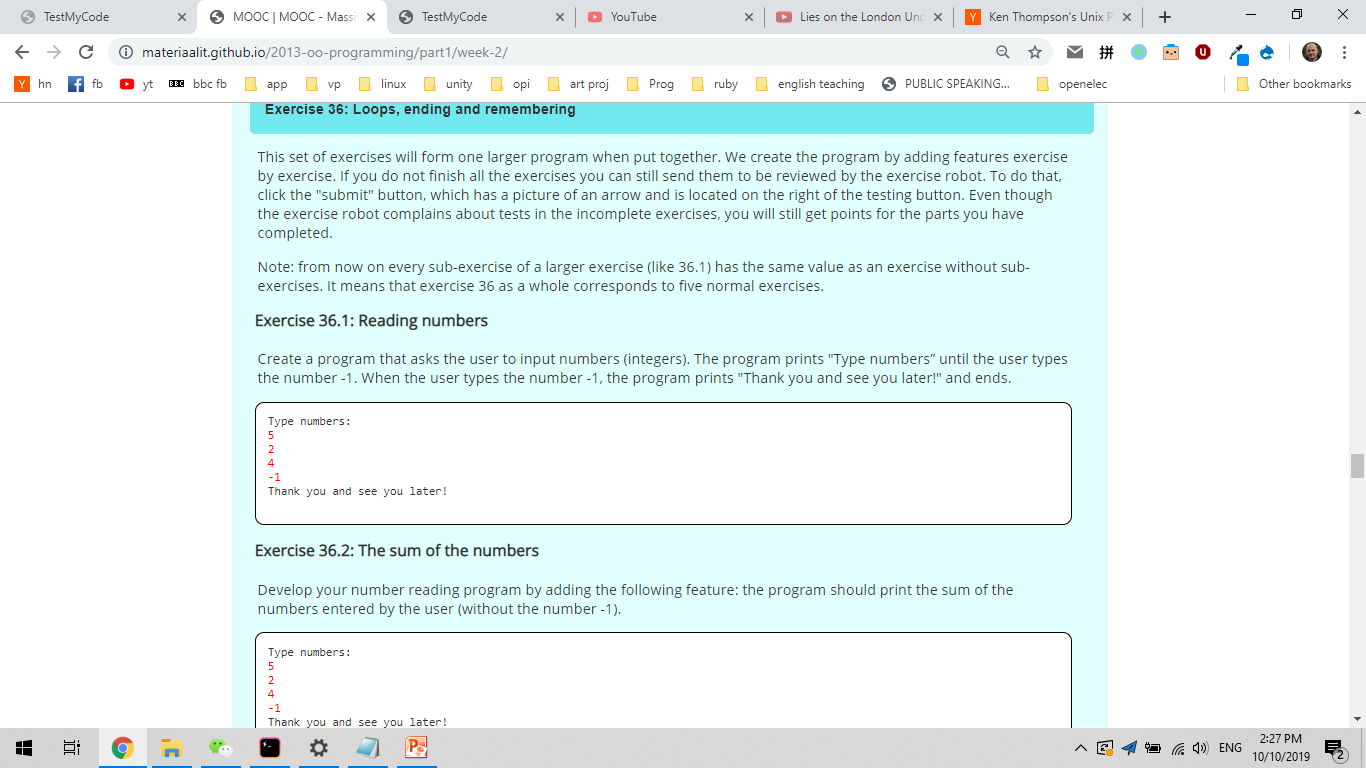 TestMyCode
MOOC | MOOC - Massi
TestMyCode
YouTube
Lies on the London Und
Ken Thompson's Unix P
materiaalit.github.io/2013-oo-programming/part1/week-2/
hn fb yt bbc fb app vp linux unity opi art proj Prog ruby english teaching PUBLIC SPEAKING... openelec Other bookmarks
Exercise 36: Loops, ending and remembering
This set of exercises will form one larger program when put together. We create the program by adding features exercise
by exercise. If you do not finish all the exercises you can still send them to be reviewed by the exercise robot. To do that,
click the "submit" button, which has a picture of an arrow and is located on the right of the testing button. Even though
the exercise robot complains about tests in the incomplete exercises, you will still get points for the parts you have
completed.
Note: from now on every sub-exercise of a larger exercise (like 36.1) has the same value as an exercise without sub-
exercises. It means that exercise 36 as a whole corresponds to five normal exercises.
Exercise 36.1: Reading numbers
Create a program that asks the user to input numbers (integers). The program prints "Type numbers” until the user types
the number -1. When the user types the number -1, the program prints "Thank you and see you later!" and ends.
Type numbers:
5
2
4
-1
Thank you and see you later!
Exercise 36.2: The sum of the numbers
Develop your number reading program by adding the following feature: the program should print the sum of the
numbers entered by the user (without the number -1).
Type numbers:
5
2
4
-1
Thank you and see you later!
ENG
2:27 PM
10/10/2019
2